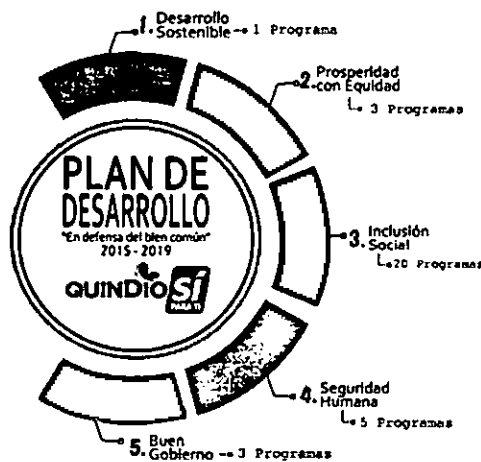 1. Desarrollo
Sostenible → 1 Programa
2. Prosperidad
con Equidad
3 Programas
PLAN DE
DESARROLLO
"En defensa del bien común"
2015 - 2019
QUINDIO SÍ
PARA TI
3. Inclusión
Social
20 Programas
4. Seguridad
Humana
5 Programas
5. Buen
Gobierno → 3 Programas